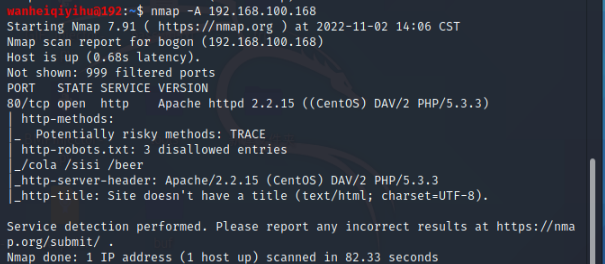 wanheiqiyihu@192:~$ nmap -A 192.168.100.168
Starting Nmap 7.91 ( https://nmap.org ) at 2022-11-02 14:06 CST
Nmap scan report for bogon (192.168.100.168)
Host is up (0.68s latency).
Not shown: 999 filtered ports
PORT   STATE SERVICE VERSION
80/tcp open  http    Apache httpd 2.2.15 ((CentOS) DAV/2 PHP/5.3.3)
| http-methods:
|_  Potentially risky methods: TRACE
| http-robots.txt: 3 disallowed entries
|_/cola /sisi /beer
|_http-server-header: Apache/2.2.15 (CentOS) DAV/2 PHP/5.3.3
|_http-title: Site doesn't have a title (text/html; charset=UTF-8).
Service detection performed. Please report any incorrect results at https://nma
p.org/submit/ .
Nmap done: 1 IP address (1 host up) scanned in 82.33 seconds